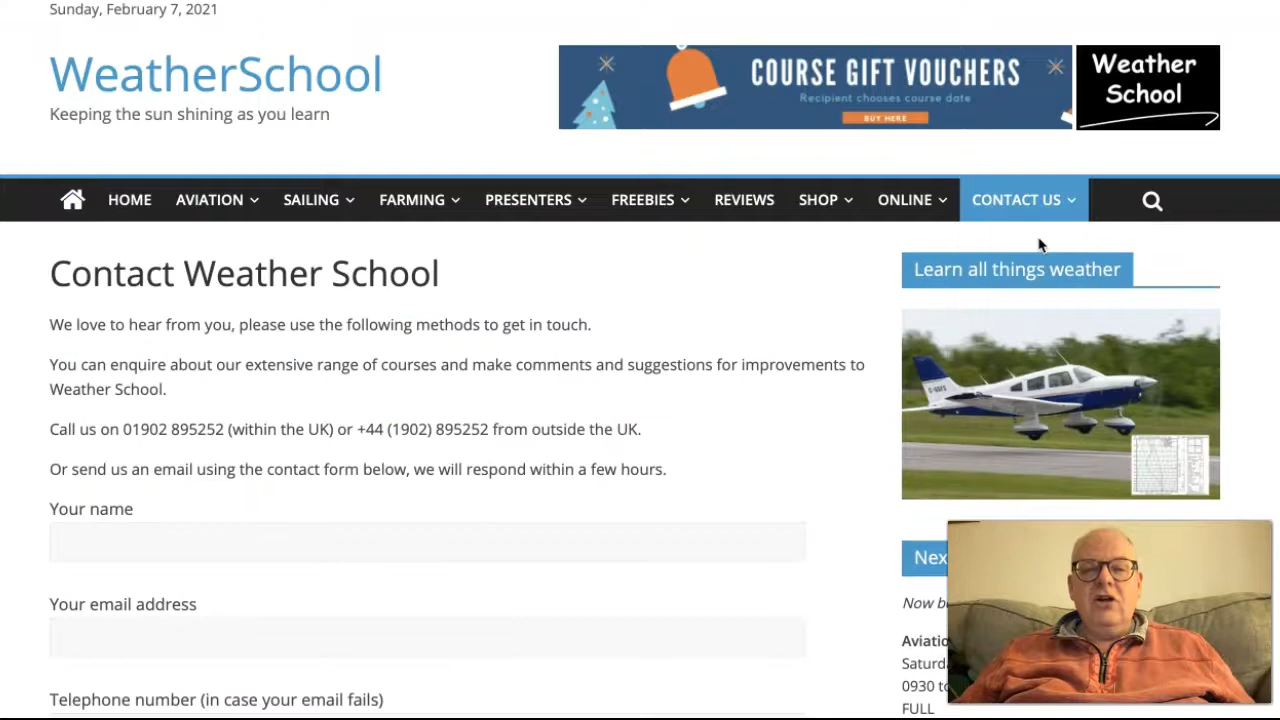 Sunday, February 7, 2021
WeatherSchool
Keeping the sun shining as you learn
COURSE GIFT VOUCHERS
Recipient chooses course date
BUY HERE
Weather
School
HOME AVIATION SAILING FARMING PRESENTERS FREEBIES REVIEWS SHOP ONLINE CONTACT US
Contact Weather School
We love to hear from you, please use the following methods to get in touch.
You can enquire about our extensive range of courses and make comments and suggestions for improvements to
Weather School.
Call us on 01902 895252 (within the UK) or +44 (1902) 895252 from outside the UK.
Or send us an email using the contact form below, we will respond within a few hours.
Your name
Your email address
Telephone number (in case your email fails)
Learn all things weather
Nex
Now b
Aviatio
Saturd
0930 to
FULL